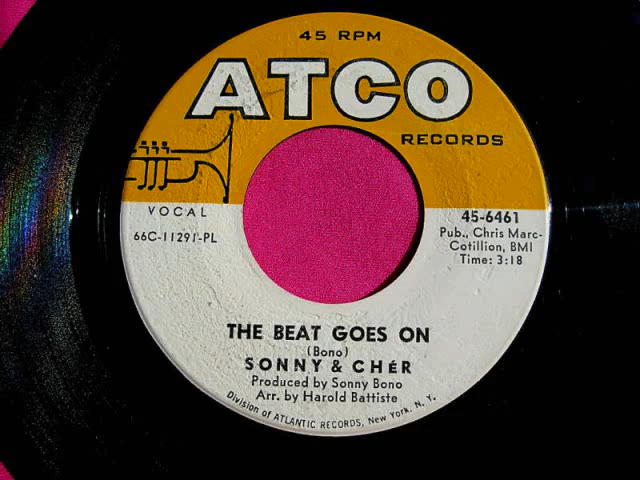 45 RPM
ATCO
RECORDS
VOCAL
66C-11291-PL
45-6461
Pub., Chris Marc-
Cotillion, BMI
Time: 3:18
THE BEAT GOES ON
(Bono)
SONNY & CHéR
Produced by Sonny Bono
Arr. by Harold Battiste
Division of ATLANTIC RECORDS, New York, N. Y.